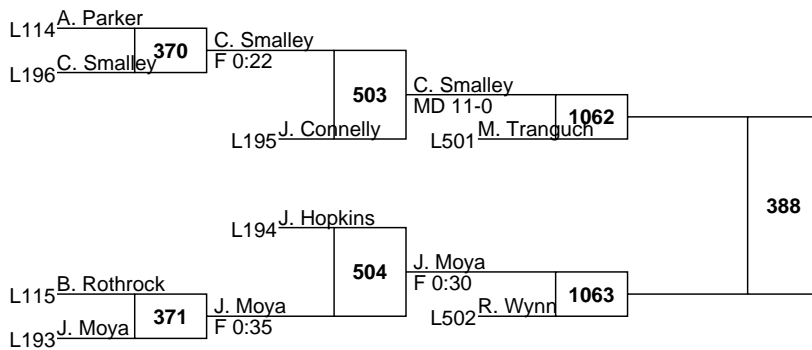 L114 A. Parker
370
L196 C. Smalley
C. Smalley
F 0:22
503
L195 J. Connelly
C. Smalley
MD 11-0
1062
L501 M. Tranguch
388
L194 J. Hopkins
504
L115 B. Rothrock
371
L193 J. Moya
J. Moya
F 0:35
J. Moya
F 0:30
1063
L502 R. Wynn